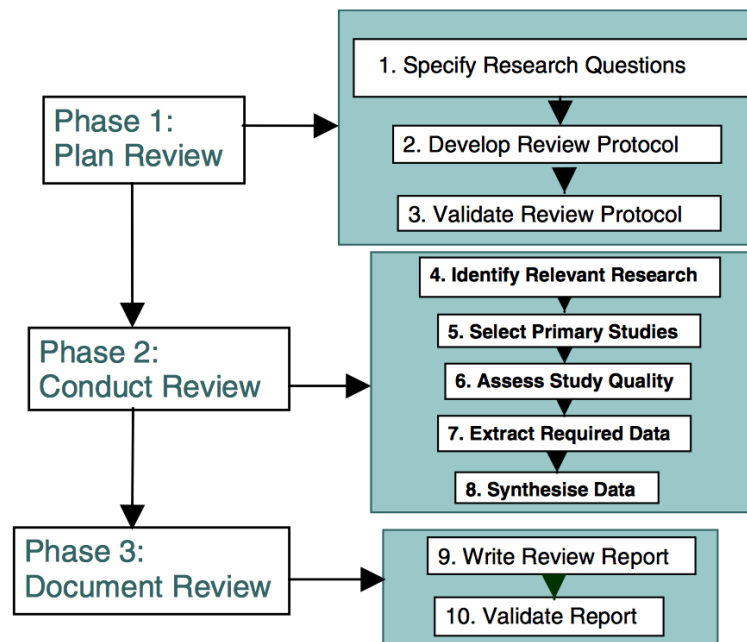 Phase 1:
Plan Review
1. Specify Research Questions
2. Develop Review Protocol
3. Validate Review Protocol
Phase 2:
Conduct Review
4. Identify Relevant Research
5. Select Primary Studies
6. Assess Study Quality
7. Extract Required Data
8. Synthesise Data
Phase 3:
Document Review
9. Write Review Report
10. Validate Report